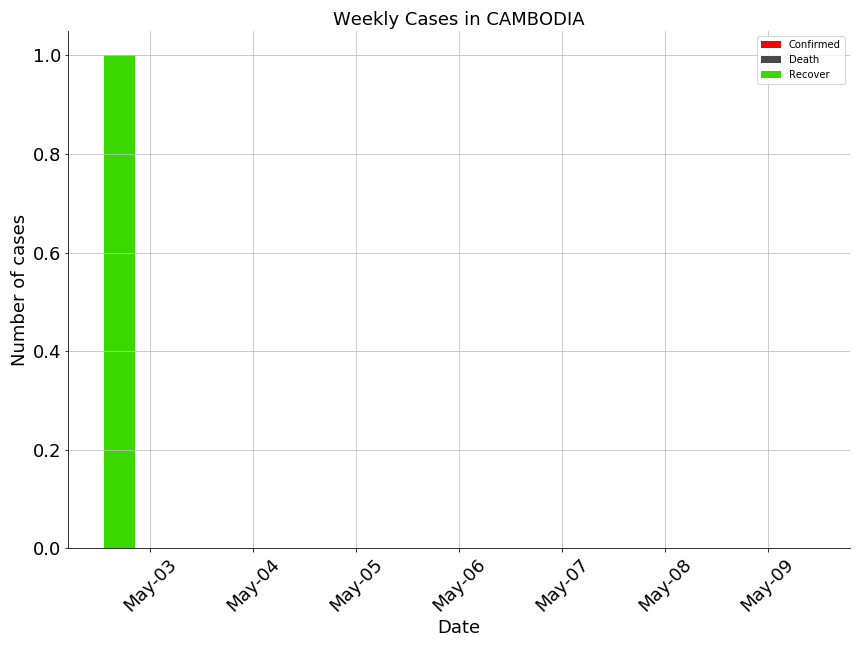 Weekly Cases in CAMBODIA
Confirmed
Death
Recover
Number of cases
1.0
0.8
0.6
0.4
0.2
0.0
May-03
May-04
May-05
May-06
May-07
May-08
May-09
Date